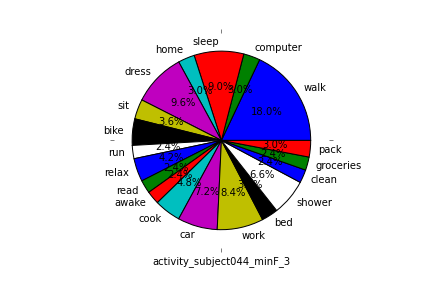 sleep
home
computer
dress
walk
9.0%
3.0%
3.0%
9.6%
18.0%
sit
3.6%
bike
run
2.4%
3.0%
pack
relax
4.2%
2.4%
2.4%
groceries
read
6.6%
clean
awake
4.8%
7.2%
8.4%
shower
cook
bed
car
work
activity_subject044_minF_3